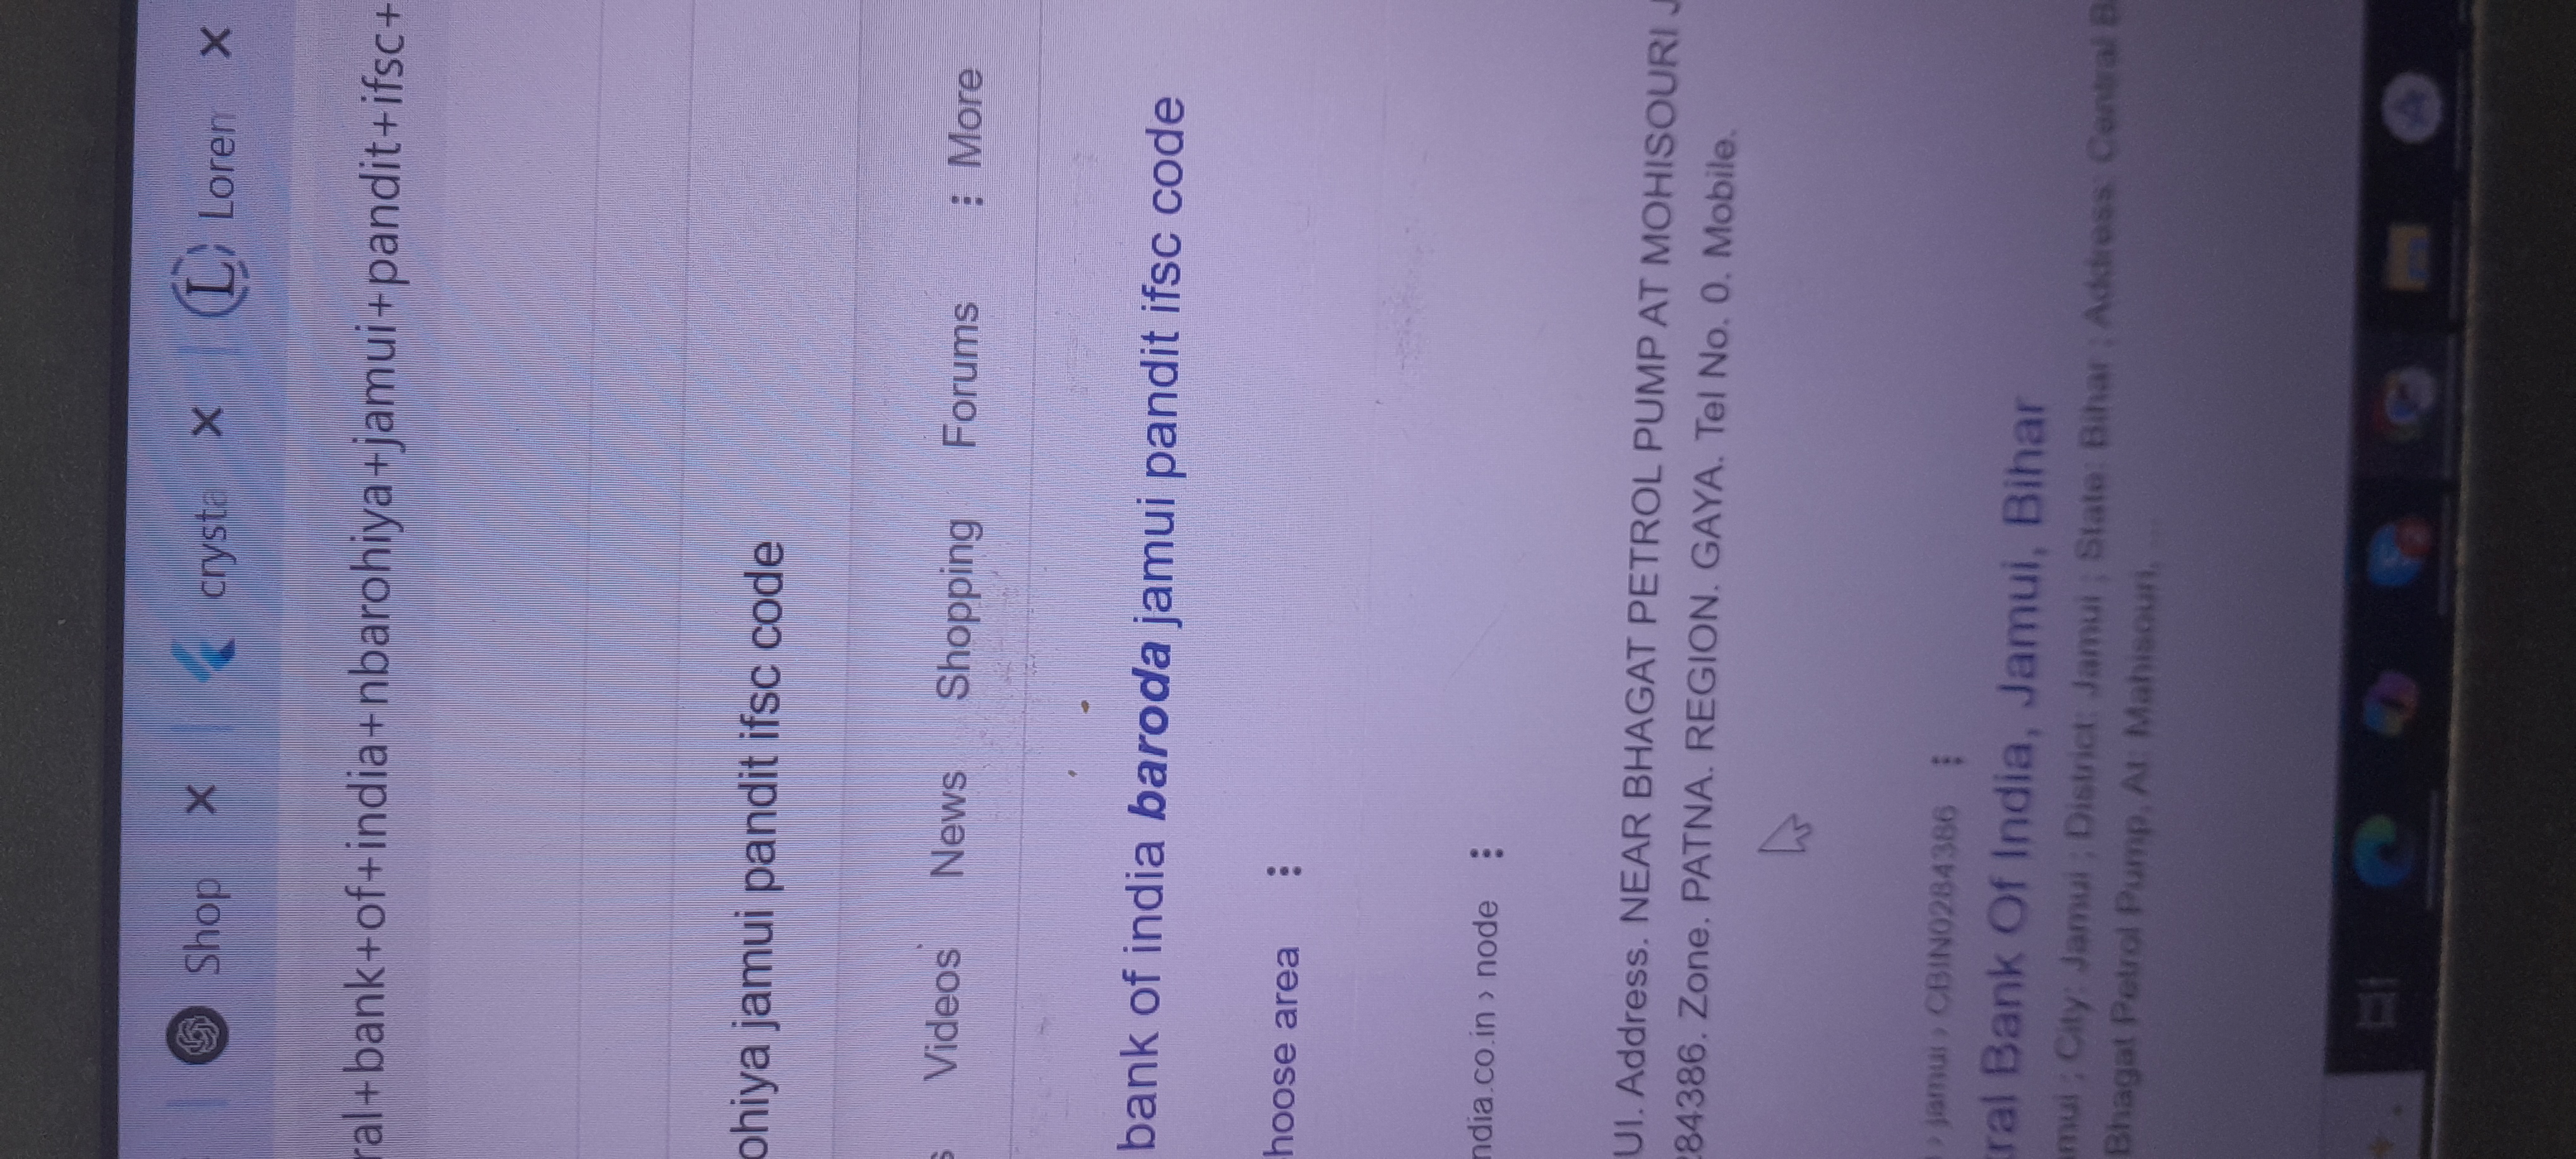 Shop
crysta
L
Loren
ral+bank+of+india+nbarohiya+jamui+pandit+ifsc+
ohiya jamui pandit ifsc code
s Videos News Shopping Forums More
bank of india baroda jamui pandit ifsc code
hoose area
ndia.co.in › node
UI. Address. NEAR BHAGAT PETROL PUMP AT MOHISOURI J
284386. Zone. PATNA. REGION. GAYA. Tel No. 0. Mobile.
› jamui › CBIN0284386
tral Bank Of India, Jamui, Bihar
amui ; City: Jamui ; District: Jamui ; State: Bihar ; Address: Central B
Bhagat Petrol Pump, At: Mahisouri, ...